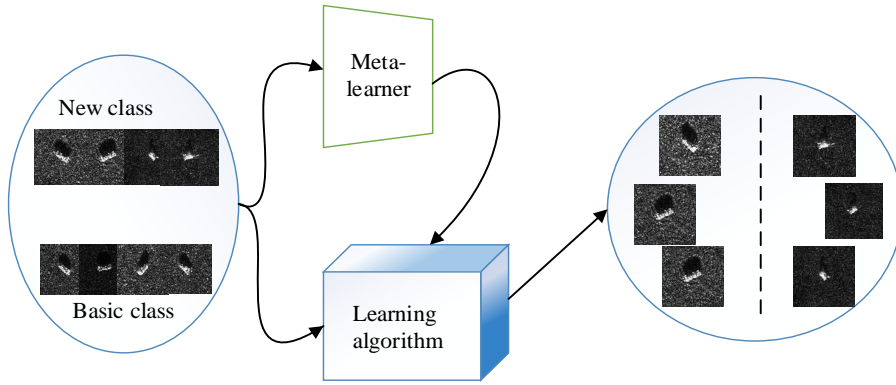 New class
Basic class
Meta-
learner
Learning
algorithm